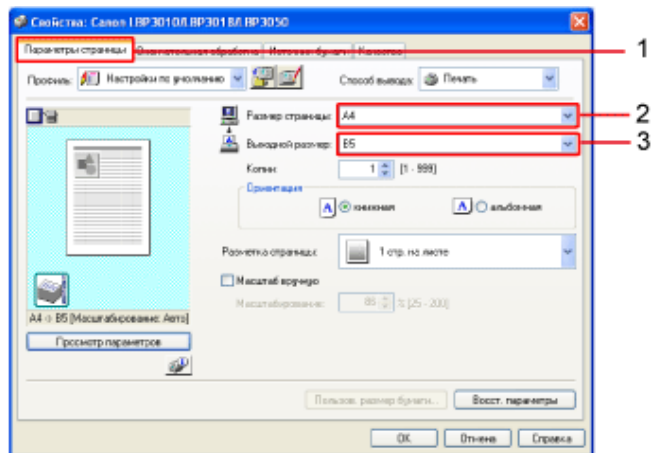 Свойства: Canon LBP3010/LBP3018/LBP3050
Параметры страницы Окончательная обработка Источник бумаги Качество
1
Профиль: Настройки по умолчанию Способ вывода: Печать
Размер страницы: A4
2
Выходной размер: B5
3
Копии: 1 [1 - 999]
Ориентация
A книжная A альбомная
Разметка страницы: 1 стр. на листе
Масштаб вручную
Масштабирование: 86 % [25 - 200]
A4 -> B5 [Масштабирование: Авто]
Просмотр параметров
Пользов. размер бумаги... Восст. параметры
OK Отмена Справка